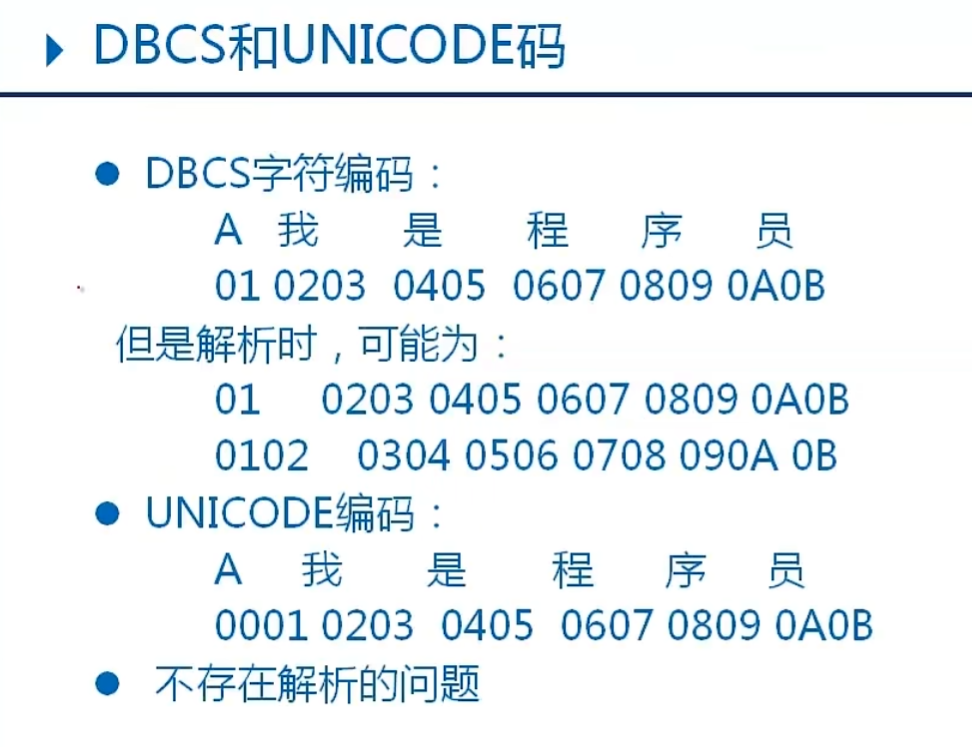 DBCS和UNICODE码
DBCS字符编码：
A 我 是 程 序 员
01 0203 0405 0607 0809 0A0B
但是解析时，可能为：
01 0203 0405 0607 0809 0A0B
0102 0304 0506 0708 090A 0B
UNICODE编码：
A 我 是 程 序 员
0001 0203 0405 0607 0809 0A0B
不存在解析的问题